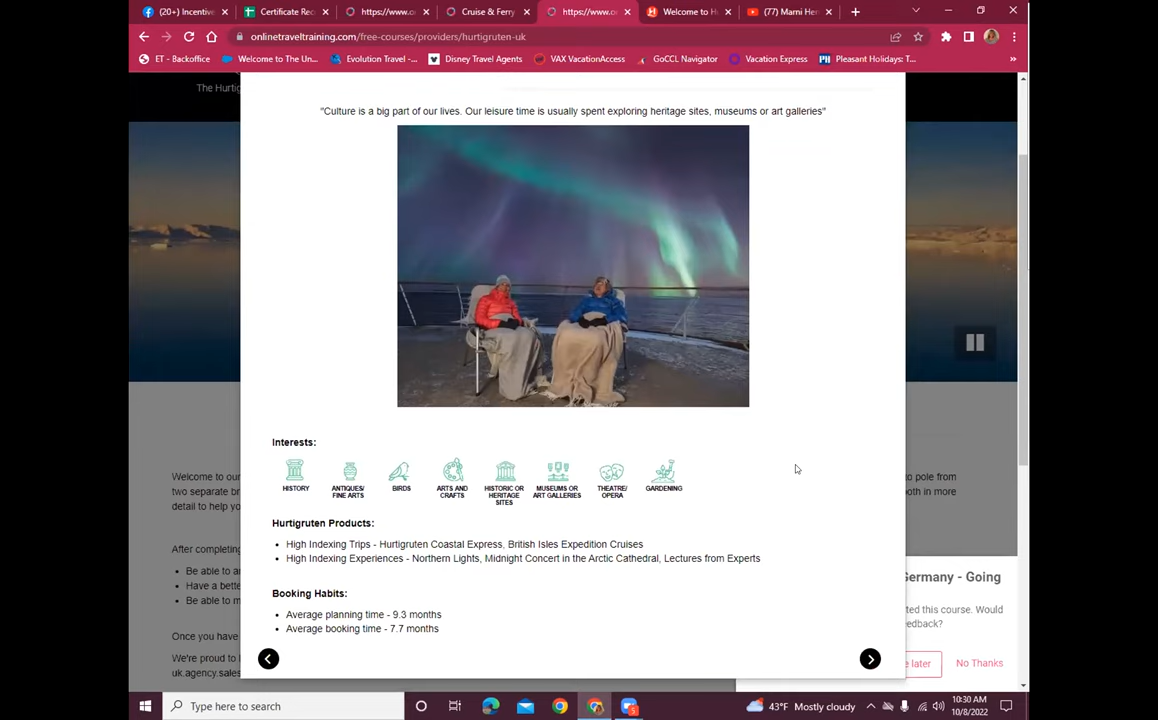 (20+) Incentive
Certificate Rec
https://www.o
Cruise & Ferry
https://www.o
Welcome to H
(77) Marni He
onlinetraveltraining.com/free-courses/providers/hurtigruten-uk
ET - Backoffice
Welcome to The Un...
Evolution Travel -...
Disney Travel Agents
VAX VacationAccess
GoCCL Navigator
Vacation Express
Pleasant Holidays: T...
The Hurtig
"Culture is a big part of our lives. Our leisure time is usually spent exploring heritage sites, museums or art galleries"
Interests:
HISTORY
ANTIQUES/
FINE ARTS
BIRDS
ARTS AND
CRAFTS
HISTORIC OR
HERITAGE
SITES
MUSEUMS OR
ART GALLERIES
THEATRE/
OPERA
GARDENING
Hurtigruten Products:
• High Indexing Trips - Hurtigruten Coastal Express, British Isles Expedition Cruises
• High Indexing Experiences - Northern Lights, Midnight Concert in the Arctic Cathedral, Lectures from Experts
Booking Habits:
• Average planning time - 9.3 months
• Average booking time - 7.7 months
Welcome to our
to pole from
two separate br
oth in more
detail to help yo
After completing
• Be able to a
• Have a bette
• Be able to m
Once you have
We're proud to
uk.agency.sales
Germany - Going
ted this course. Would
eedback?
e later
No Thanks
Type here to search
43°F Mostly cloudy
10:30 AM
10/8/2022